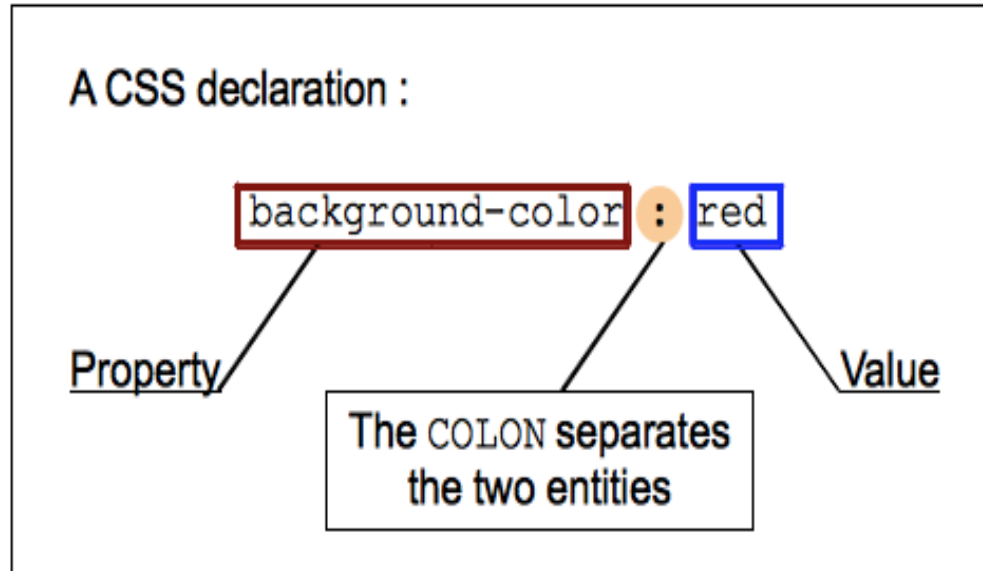 A CSS declaration :
background-color : red
Property
Value
The COLON separates
the two entities